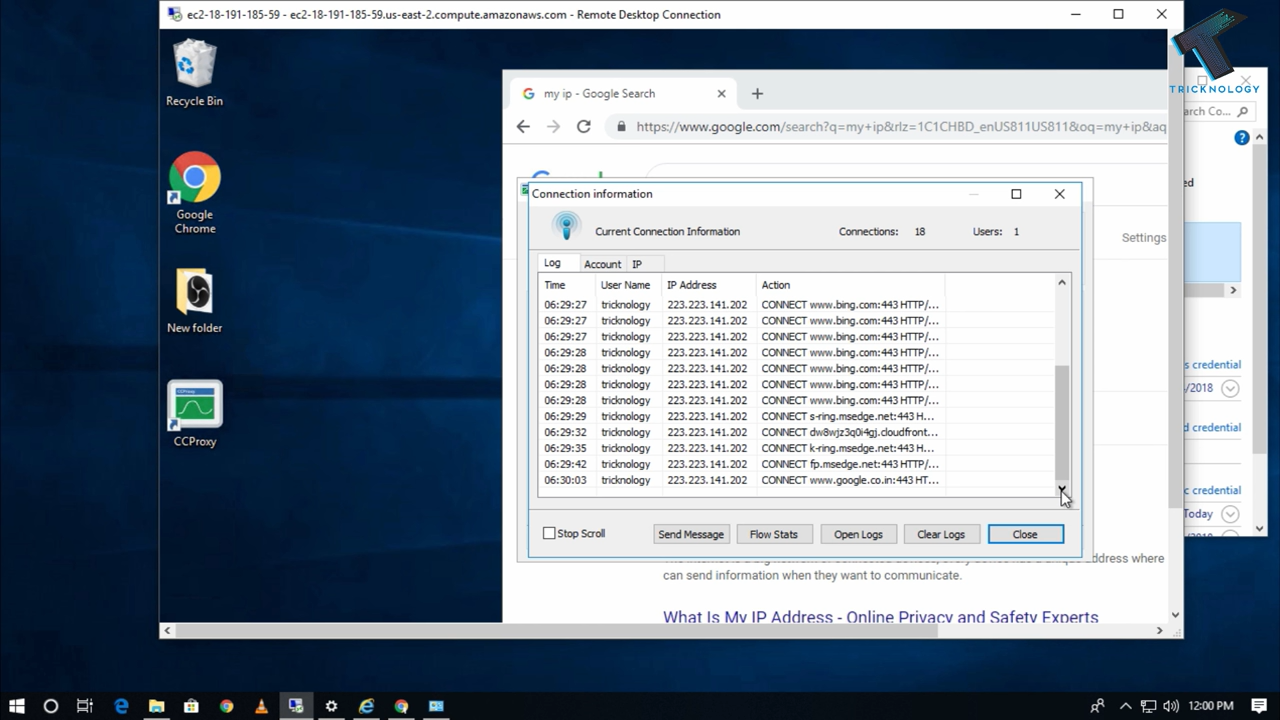 ec2-18-191-185-59 - ec2-18-191-185-59.us-east-2.compute.amazonaws.com - Remote Desktop Connection
TRICKNOLOGY
Recycle Bin
Google
Chrome
New folder
CCProxy
CCProxy
my ip - Google Search
https://www.google.com/search?q=my+ip&rlz=1C1CHBD_enUS811US811&oq=my+ip&aq
arch Co...
ed
Settings
Connection information
Current Connection Information Connections: 18 Users: 1
Log Account IP
Time User Name IP Address Action
06:29:27 tricknology 223.223.141.202 CONNECT www.bing.com:443 HTTP/...
06:29:27 tricknology 223.223.141.202 CONNECT www.bing.com:443 HTTP/...
06:29:27 tricknology 223.223.141.202 CONNECT www.bing.com:443 HTTP/...
06:29:28 tricknology 223.223.141.202 CONNECT www.bing.com:443 HTTP/...
06:29:28 tricknology 223.223.141.202 CONNECT www.bing.com:443 HTTP/...
06:29:28 tricknology 223.223.141.202 CONNECT www.bing.com:443 HTTP/...
06:29:28 tricknology 223.223.141.202 CONNECT www.bing.com:443 HTTP/...
06:29:29 tricknology 223.223.141.202 CONNECT s-ring.msedge.net:443 H...
06:29:32 tricknology 223.223.141.202 CONNECT dw8wjz3q0i4gj.cloudfront...
06:29:35 tricknology 223.223.141.202 CONNECT k-ring.msedge.net:443 H...
06:29:42 tricknology 223.223.141.202 CONNECT fp.msedge.net:443 HTTP/...
06:30:03 tricknology 223.223.141.202 CONNECT www.google.co.in:443 HT...
Stop Scroll Send Message Flow Stats Open Logs Clear Logs Close
s credential
/2018
d credential
c credential
Today
ddress where
can send information when they want to communicate.
What Is My IP Address - Online Privacy and Safety Experts
12:00 PM